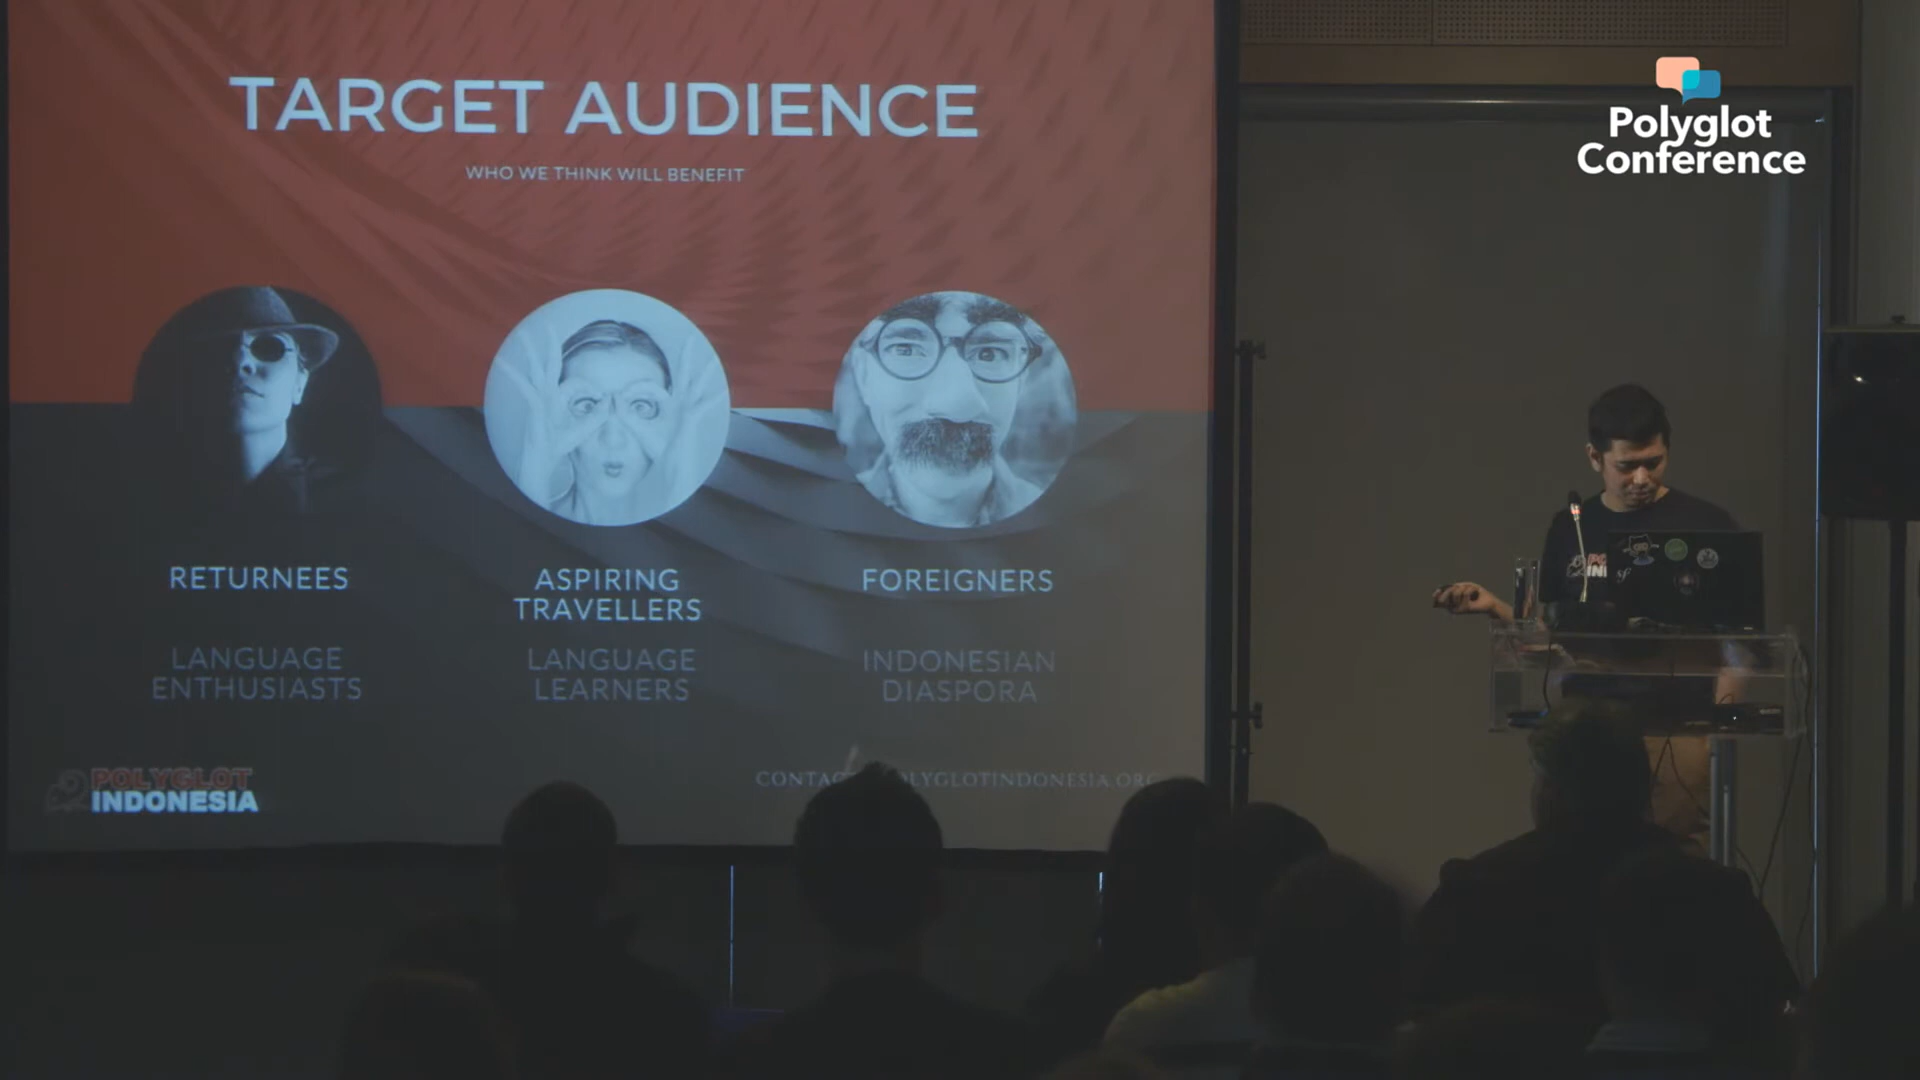 TARGET AUDIENCE
WHO WE THINK WILL BENEFIT
RETURNEES
ASPIRING
TRAVELLERS
FOREIGNERS
LANGUAGE
ENTHUSIASTS
LANGUAGE
LEARNERS
INDONESIAN
DIASPORA
POLYGLOT
INDONESIA
Polyglot
Conference